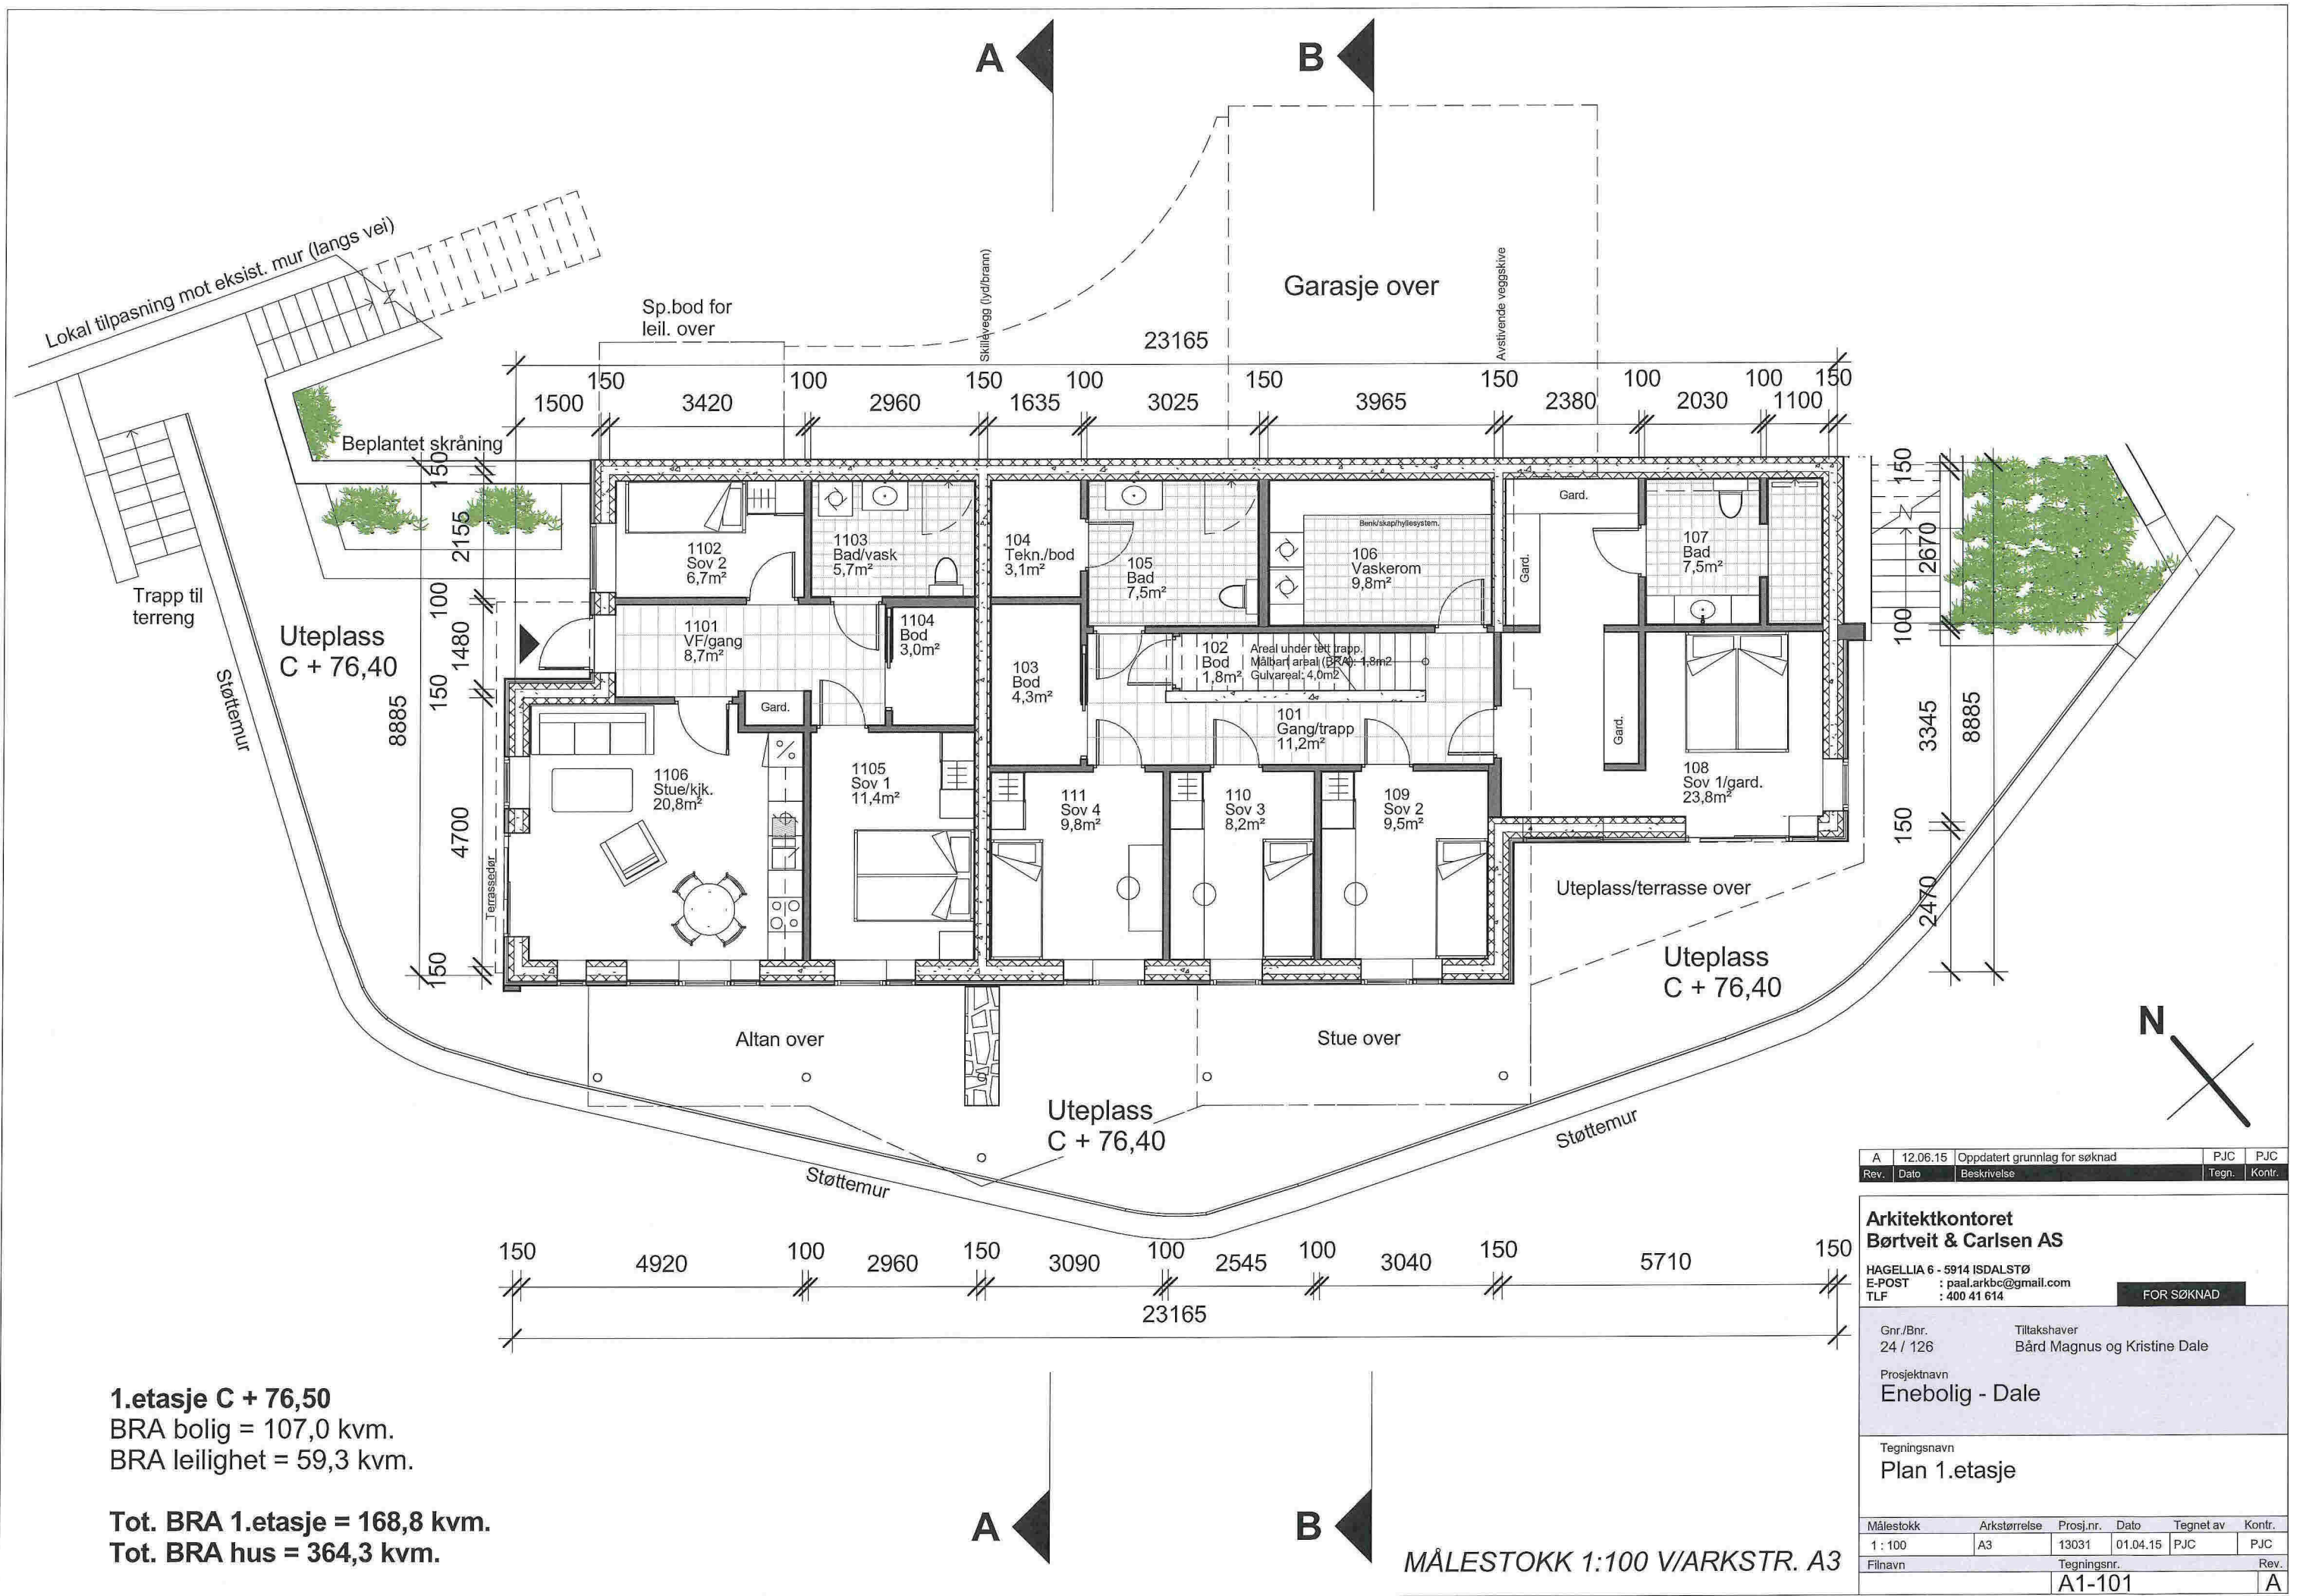 A
B
Lokal tilpasning mot eksist. mur (langs vei)
Sp.bod for
leil. over
Skillevegg (lyd/brann)
Garasje over
Avstivende veggskive
23165
150
100
150
100
150
150
100
100
150
1500
3420
2960
1635
3025
3965
2380
2030
1100
Beplantet skråning
Trapp til
terreng
Uteplass
C + 76,40
Støttemur
8885
150
2155
100
1480
150
4700
150
Terrassedør
1102
Sov 2
6,7m²
1103
Bad/vask
5,7m²
104
Tekn./bod
3,1m²
105
Bad
7,5m²
Benk/skap/hyllesystem.
106
Vaskerom
9,8m²
Gard.
Gard.
107
Bad
7,5m²
1101
VF/gang
8,7m²
1104
Bod
3,0m²
103
Bod
4,3m²
102
Bod
1,8m²
Areal under tett trapp.
Målbart areal (BRA): 1,8m2
Gulvareal: 4,0m2
101
Gang/trapp
11,2m²
Gard.
Gard.
108
Sov 1/gard.
23,8m²
1106
Stue/kjk.
20,8m²
1105
Sov 1
11,4m²
111
Sov 4
9,8m²
110
Sov 3
8,2m²
109
Sov 2
9,5m²
150
2670
100
3345
150
2470
8885
Uteplass/terrasse over
Uteplass
C + 76,40
Altan over
Stue over
Uteplass
C + 76,40
Støttemur
Støttemur
N
150
100
150
100
100
150
150
4920
2960
3090
2545
3040
5710
23165
1.etasje C + 76,50
BRA bolig = 107,0 kvm.
BRA leilighet = 59,3 kvm.
Tot. BRA 1.etasje = 168,8 kvm.
Tot. BRA hus = 364,3 kvm.
A
B
MÅLESTOKK 1:100 V/ARKSTR. A3
A 12.06.15 Oppdatert grunnlag for søknad PJC PJC
Rev. Dato Beskrivelse Tegn. Kontr.
Arkitektkontoret
Børtveit & Carlsen AS
HAGELLIA 6 - 5914 ISDALSTØ
E-POST : paal.arkbc@gmail.com
TLF : 400 41 614
FOR SØKNAD
Gnr./Bnr. Tiltakshaver
24 / 126 Bård Magnus og Kristine Dale
Prosjektnavn
Enebolig - Dale
Tegningsnavn
Plan 1.etasje
Målestokk Arkstørrelse Prosj.nr. Dato Tegnet av Kontr.
1 : 100 A3 13031 01.04.15 PJC PJC
Filnavn Tegningsnr. Rev.
A1-101 A